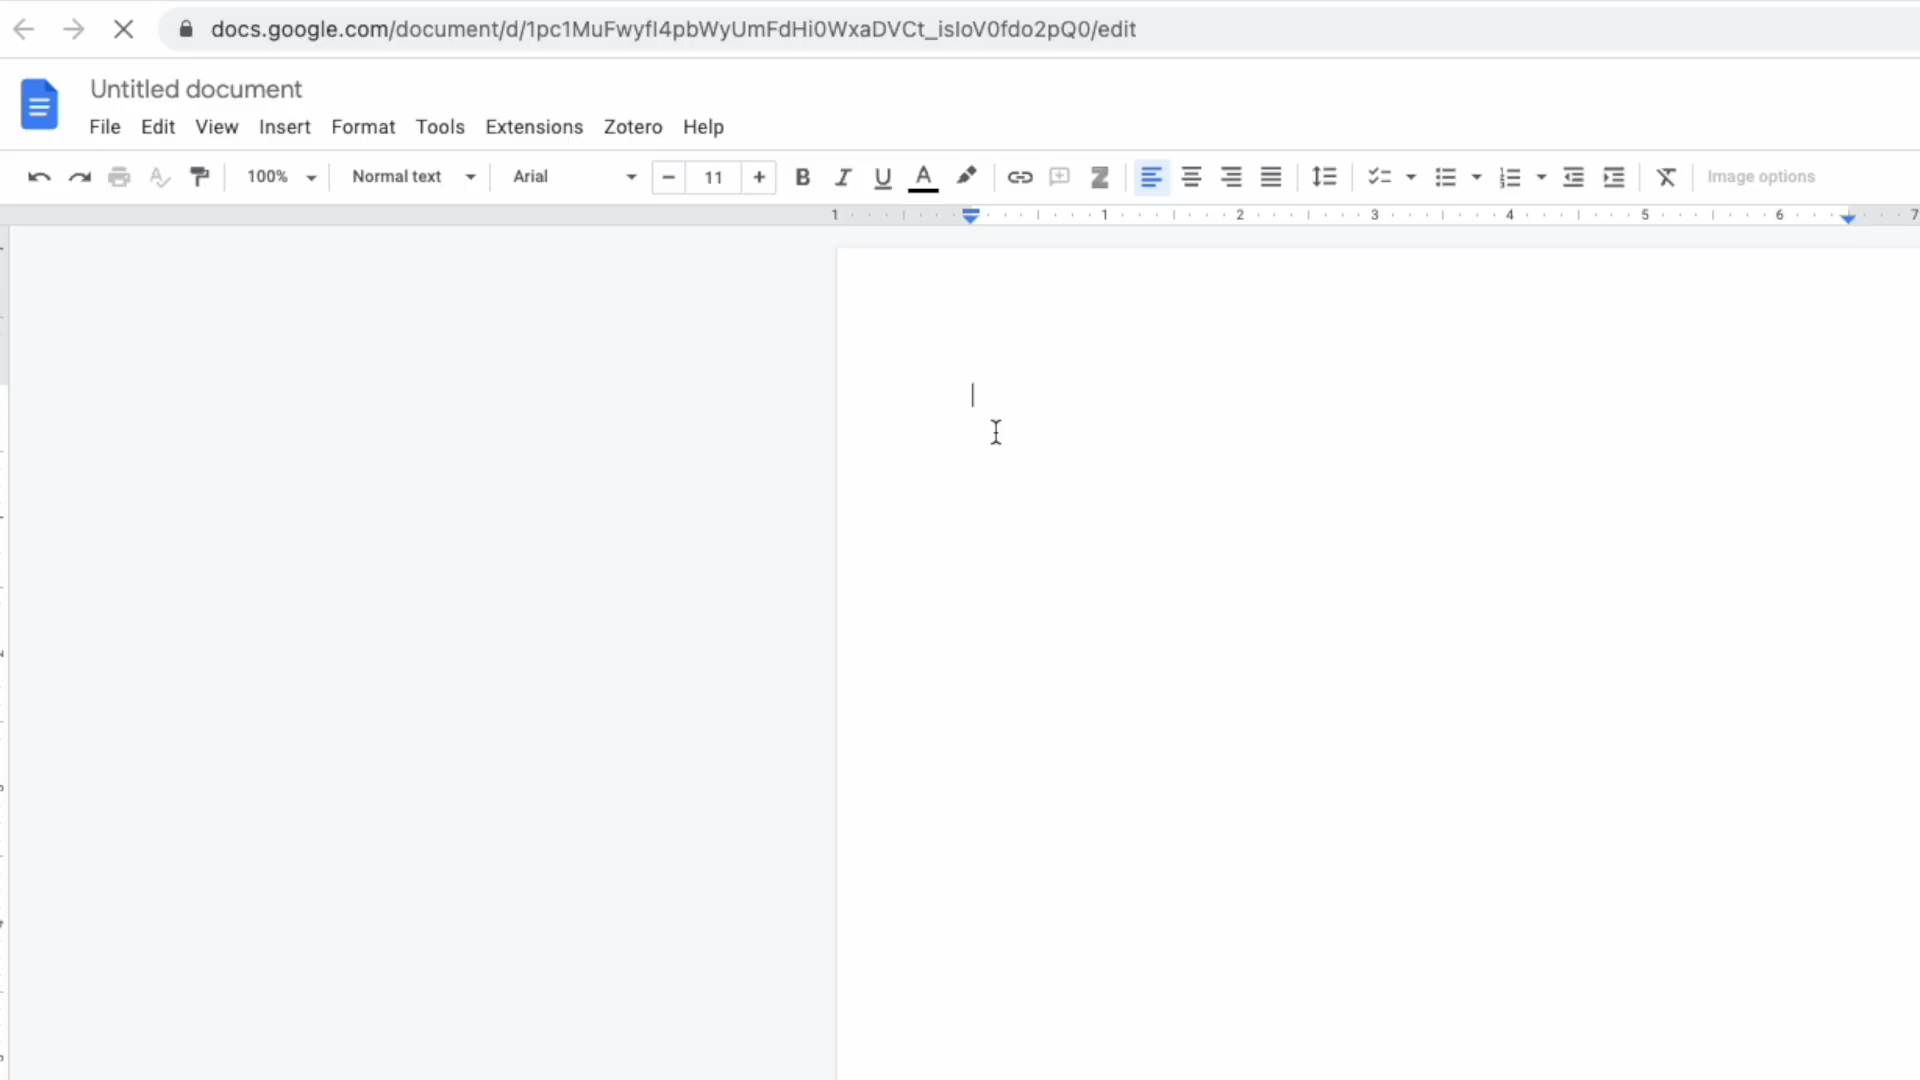 docs.google.com/document/d/1pc1MuFwyfI4pbWyUmFdHi0WxaDVCt_isIoV0fdo2pQ0/edit
Untitled document
File Edit View Insert Format Tools Extensions Zotero Help
100% Normal text Arial − 11 + B I U A Z Image options
1 1 2 3 4 5 6 7